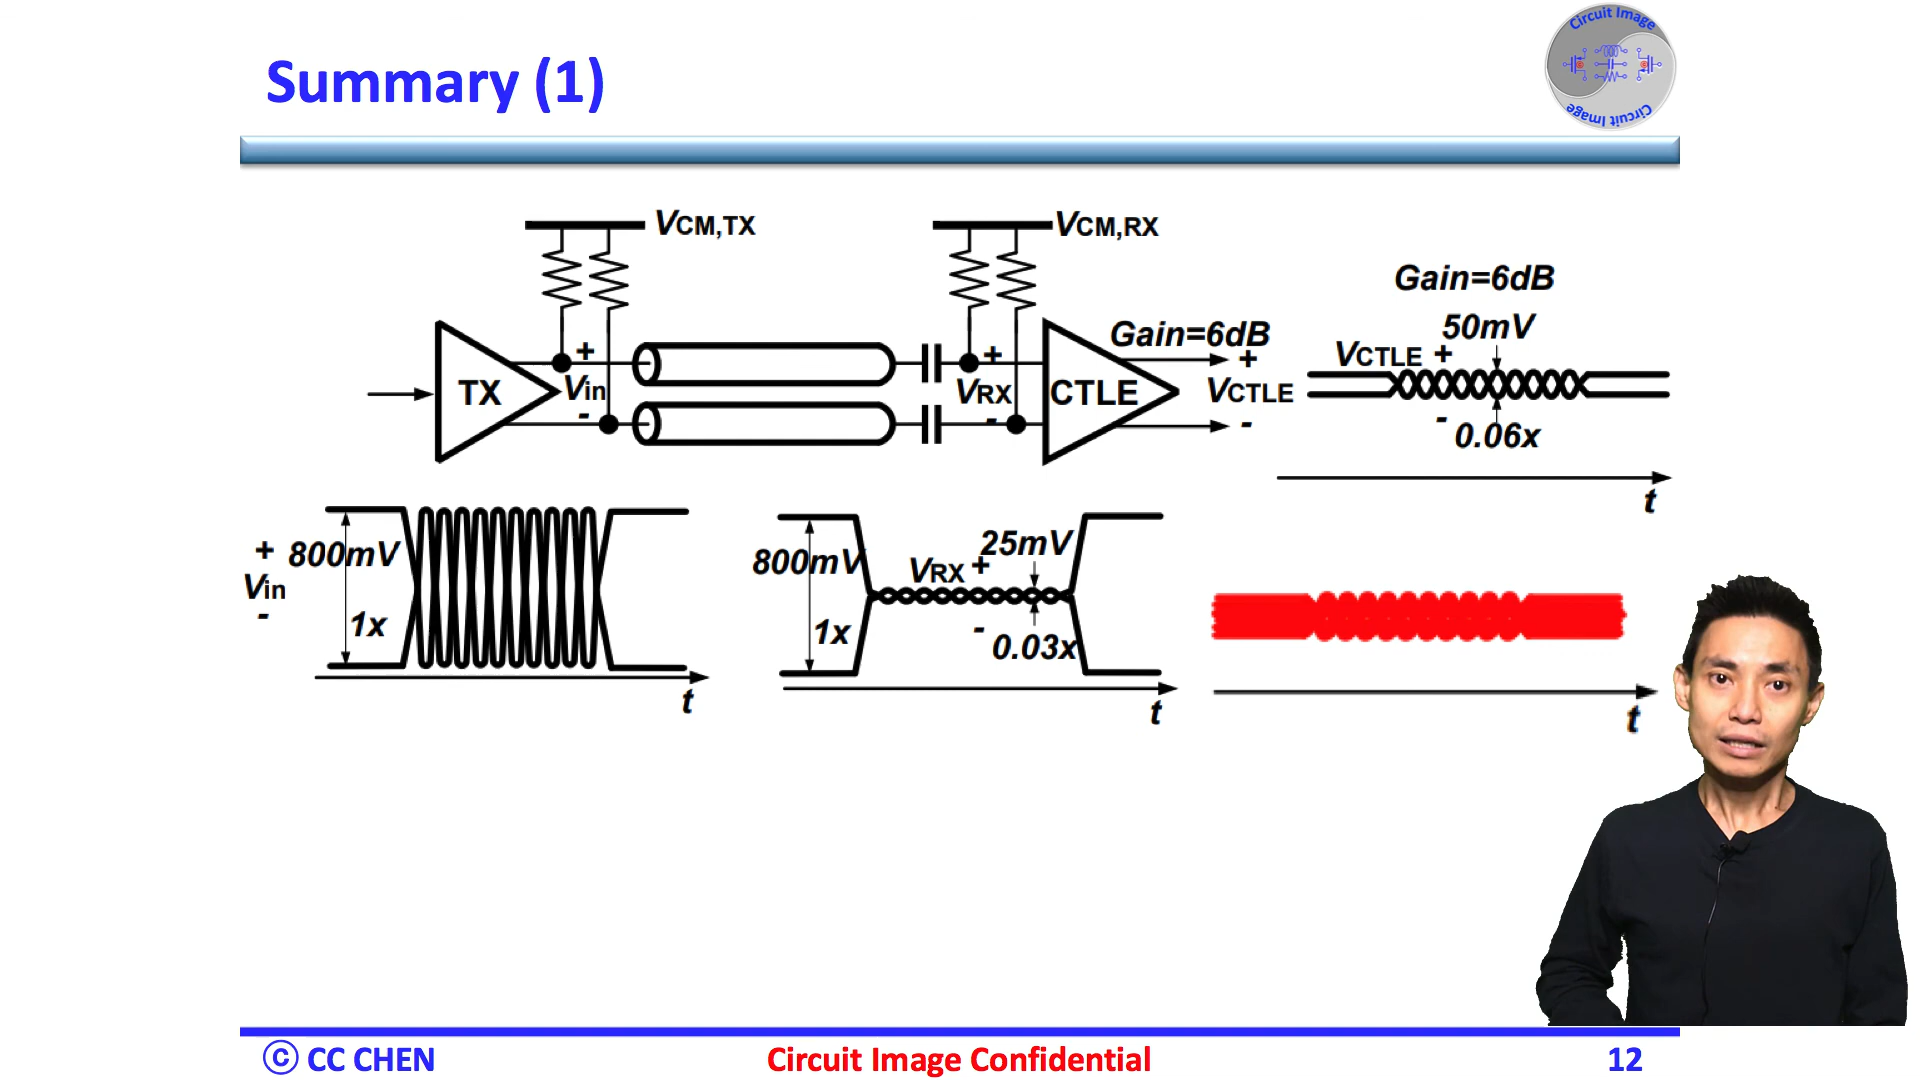 Summary (1)
Circuit Image
Circuit Image
VCM,TX
VCM,RX
Gain=6dB
50mV
Gain=6dB
VCTLE +
+
+
+
TX
Vin
VRX
CTLE
VCTLE
-
-
-
-
0.06x
t
+
800mV
Vin
-
1x
t
800mV
25mV
VRX +
1x
-
0.03x
t
t
© CC CHEN
Circuit Image Confidential
12